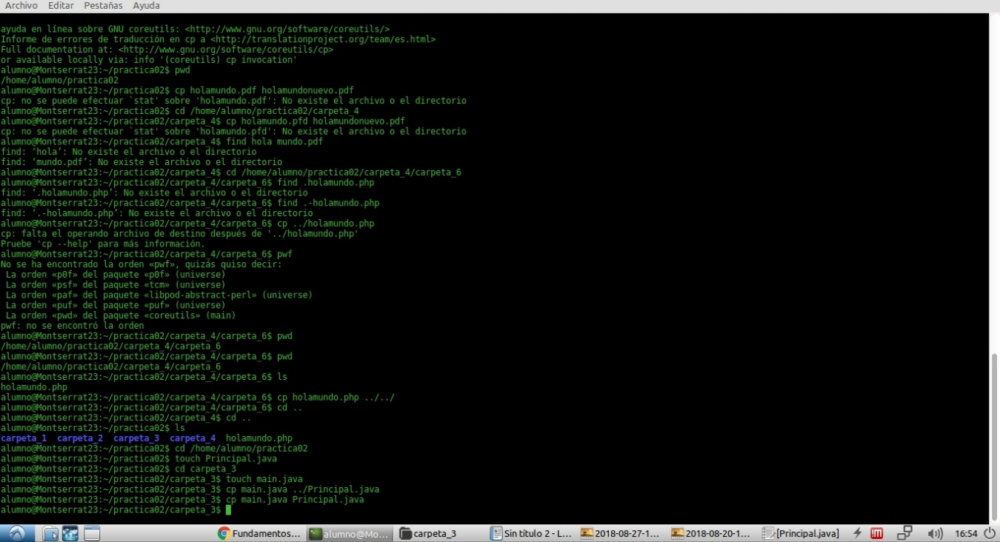 Archivo Editar Pestañas Ayuda
ayuda en línea sobre GNU coreutils: <http://www.gnu.org/software/coreutils/>
Informe de errores de traducción en cp a <http://translationproject.org/team/es.html>
Full documentation at: <http://www.gnu.org/software/coreutils/cp>
or available locally via: info '(coreutils) cp invocation'
alumno@Montserrat23:~/practica02$ pwd
/home/alumno/practica02
alumno@Montserrat23:~/practica02$ cp holamundo.pdf holamundonuevo.pdf
cp: no se puede efectuar `stat' sobre 'holamundo.pdf': No existe el archivo o el directorio
alumno@Montserrat23:~/practica02$ cd /home/alumno/practica02/carpeta_4
alumno@Montserrat23:~/practica02/carpeta_4$ cp holamundo.pfd holamundonuevo.pdf
cp: no se puede efectuar `stat' sobre 'holamundo.pfd': No existe el archivo o el directorio
alumno@Montserrat23:~/practica02/carpeta_4$ find hola mundo.pdf
find: ‘hola’: No existe el archivo o el directorio
find: ‘mundo.pdf’: No existe el archivo o el directorio
alumno@Montserrat23:~/practica02/carpeta_4$ cd /home/alumno/practica02/carpeta_4/carpeta_6
alumno@Montserrat23:~/practica02/carpeta_4/carpeta_6$ find .holamundo.php
find: ‘.holamundo.php’: No existe el archivo o el directorio
alumno@Montserrat23:~/practica02/carpeta_4/carpeta_6$ find .-holamundo.php
find: ‘.-holamundo.php’: No existe el archivo o el directorio
alumno@Montserrat23:~/practica02/carpeta_4/carpeta_6$ cp ../holamundo.php
cp: falta el operando archivo de destino después de '../holamundo.php'
Pruebe 'cp --help' para más información.
alumno@Montserrat23:~/practica02/carpeta_4/carpeta_6$ pwf
No se ha encontrado la orden «pwf», quizás quiso decir:
La orden «p0f» del paquete «p0f» (universe)
La orden «psf» del paquete «tcm» (universe)
La orden «paf» del paquete «libpod-abstract-perl» (universe)
La orden «puf» del paquete «puf» (universe)
La orden «pwd» del paquete «coreutils» (main)
pwf: no se encontró la orden
alumno@Montserrat23:~/practica02/carpeta_4/carpeta_6$ pwd
/home/alumno/practica02/carpeta_4/carpeta_6
alumno@Montserrat23:~/practica02/carpeta_4/carpeta_6$ pwd
/home/alumno/practica02/carpeta_4/carpeta_6
alumno@Montserrat23:~/practica02/carpeta_4/carpeta_6$ ls
holamundo.php
alumno@Montserrat23:~/practica02/carpeta_4/carpeta_6$ cp holamundo.php ../../
alumno@Montserrat23:~/practica02/carpeta_4/carpeta_6$ cd ..
alumno@Montserrat23:~/practica02/carpeta_4$ cd ..
alumno@Montserrat23:~/practica02$ ls
carpeta_1 carpeta_2 carpeta_3 carpeta_4 holamundo.php
alumno@Montserrat23:~/practica02$ cd /home/alumno/practica02
alumno@Montserrat23:~/practica02$ touch Principal.java
alumno@Montserrat23:~/practica02$ cd carpeta_3
alumno@Montserrat23:~/practica02/carpeta_3$ touch main.java
alumno@Montserrat23:~/practica02/carpeta_3$ cp main.java ../Principal.java
alumno@Montserrat23:~/practica02/carpeta_3$ cp main.java Principal.java
alumno@Montserrat23:~/practica02/carpeta_3$
Fundamentos... alumno@Mo... carpeta_3 Sin título 2 - L... 2018-08-27-1... 2018-08-20-1... [Principal.java] 16:54